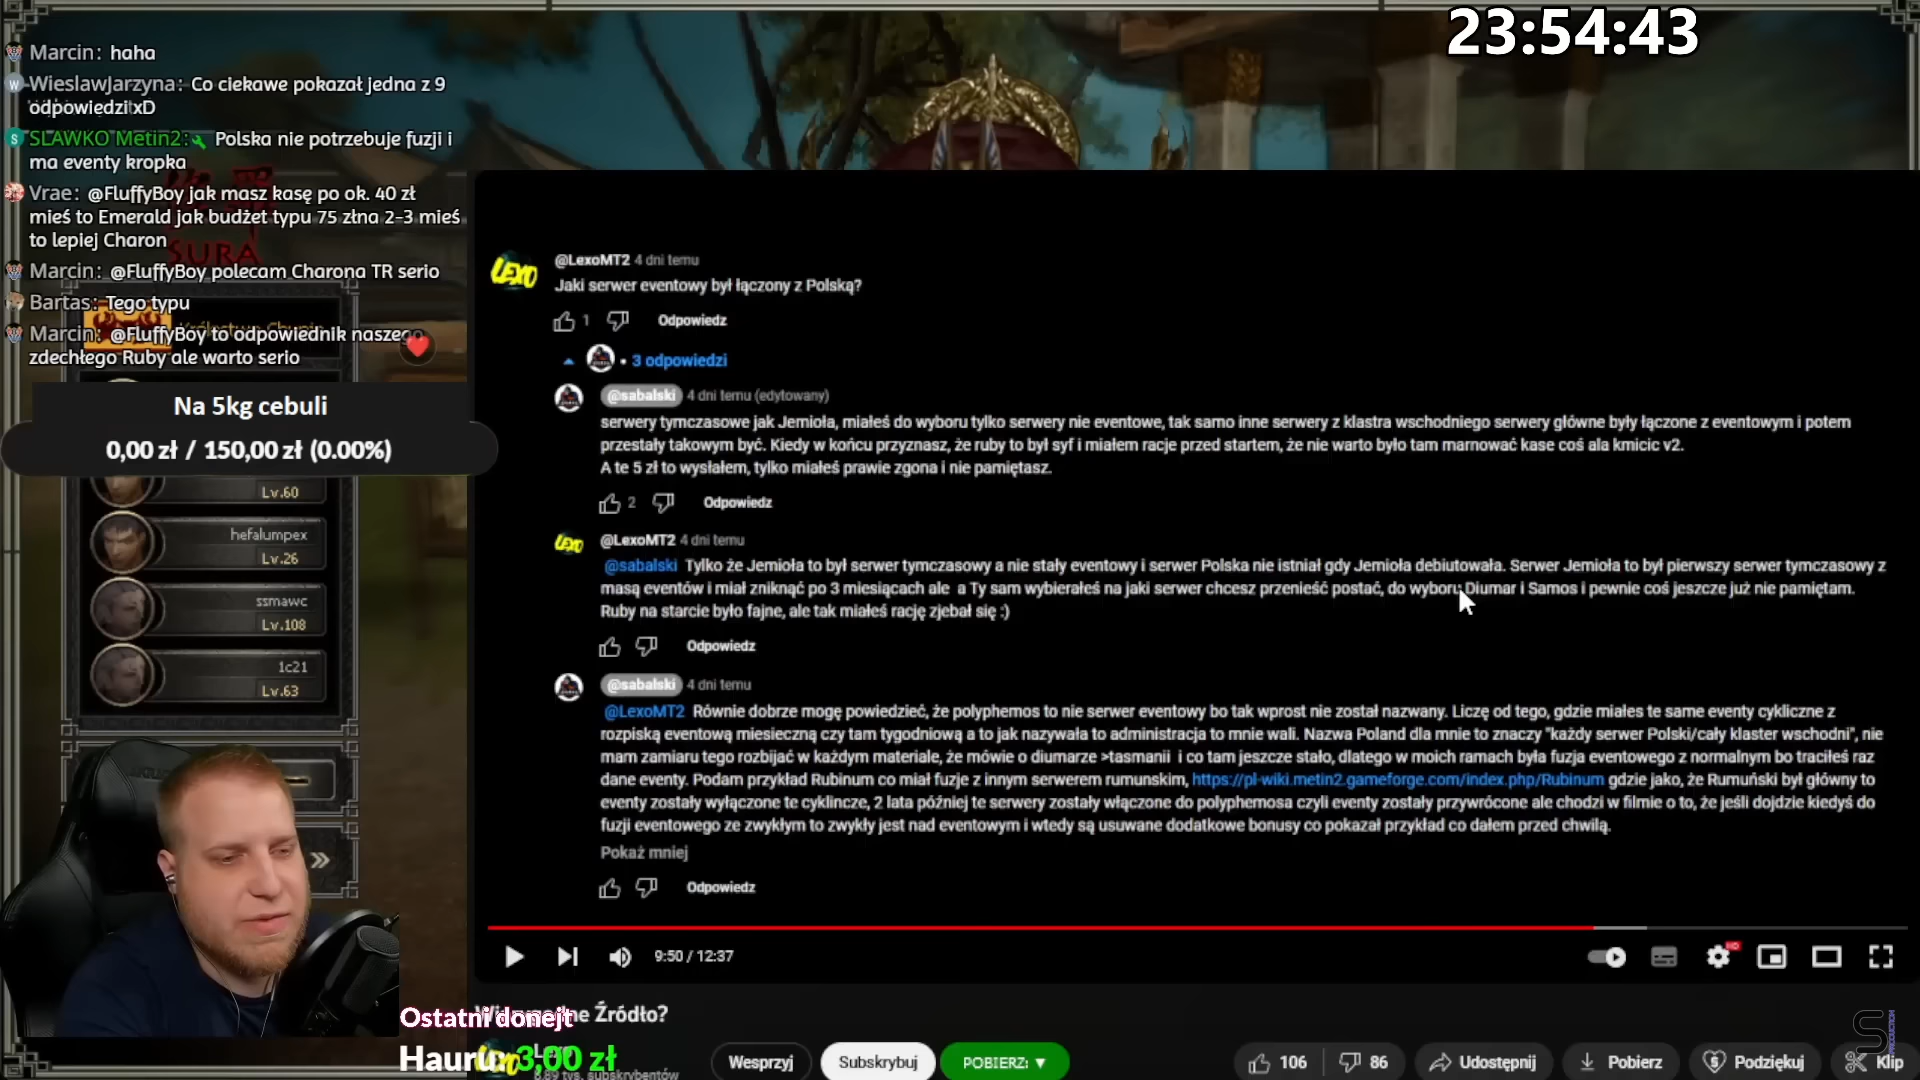 23:54:43
Marcin: haha
WieslawJarzyna: Co ciekawe pokazał jedna z 9
odpowiedzi xD
SLAWKO Metin2: Polska nie potrzebuje fuzji i
ma eventy kropka
Vrae: @FluffyBoy jak masz kasę po ok. 40 zł
mieś to Emerald jak budżet typu 75 złna 2-3 mieś
to lepiej Charon
SURA
Marcin: @FluffyBoy polecam Charona TR serio
Bartas: Tego typu
Marcin: @FluffyBoy to odpowiednik naszego
zdechłego Ruby ale warto serio
Na 5kg cebuli
0,00 zł / 150,00 zł (0.00%)
Lv.60
hefalumpex
Lv.26
ssmawc
Lv.108
1c21
Lv.63
LEXO
@LexoMT2 4 dni temu
Jaki serwer eventowy był łączony z Polską?
1 Odpowiedz
• 3 odpowiedzi
@sabalski 4 dni temu (edytowany)
serwery tymczasowe jak Jemioła, miałeś do wyboru tylko serwery nie eventowe, tak samo inne serwery z klastra wschodniego serwery główne były łączone z eventowym i potem
przestały takowym być. Kiedy w końcu przyznasz, że ruby to był syf i miałem racje przed startem, że nie warto było tam marnować kase coś ala kmicic v2.
A te 5 zł to wysłałem, tylko miałeś prawie zgona i nie pamiętasz.
2 Odpowiedz
LEXO
@LexoMT2 4 dni temu
@sabalski Tylko że Jemioła to był serwer tymczasowy a nie stały eventowy i serwer Polska nie istniał gdy Jemioła debiutowała. Serwer Jemioła to był pierwszy serwer tymczasowy z
masą eventów i miał zniknąć po 3 miesiącach ale a Ty sam wybierałeś na jaki serwer chcesz przenieść postać, do wyboru Diumar i Samos i pewnie coś jeszcze już nie pamiętam.
Ruby na starcie było fajne, ale tak miałeś rację zjebał się :)
Odpowiedz
@sabalski 4 dni temu
@LexoMT2 Równie dobrze mogę powiedzieć, że polyphemos to nie serwer eventowy bo tak wprost nie został nazwany. Liczę od tego, gdzie miałes te same eventy cykliczne z
rozpiską eventową miesieczną czy tam tygodniową a to jak nazywała to administracja to mnie wali. Nazwa Poland dla mnie to znaczy "każdy serwer Polski/cały klaster wschodni", nie
mam zamiaru tego rozbijać w każdym materiale, że mówie o diumarze >tasmanii i co tam jeszcze stało, dlatego w moich ramach była fuzja eventowego z normalnym bo traciłeś raz
dane eventy. Podam przykład Rubinum co miał fuzje z innym serwerem rumunskim, https://pl-wiki.metin2.gameforge.com/index.php/Rubinum gdzie jako, że Rumuński był główny to
eventy zostały wyłączone te cyklincze, 2 lata później te serwery zostały włączone do polyphemosa czyli eventy zostały przywrócone ale chodzi w filmie o to, że jeśli dojdzie kiedyś do
fuzji eventowego ze zwykłym to zwykły jest nad eventowym i wtedy są usuwane dodatkowe bonusy co pokazał przykład co dałem przed chwilą.
Pokaż mniej
Odpowiedz
9:50 / 12:37
HD
Źródło?
Ostatni donejt
Hauru: 3,00 zł
Lexo
8,89 tys. subskrybentów
Wesprzyj
Subskrybuj
POBIERZ: ▼
106
86
Udostępnij
Pobierz
Podziękuj
Klip
PRODUCTION